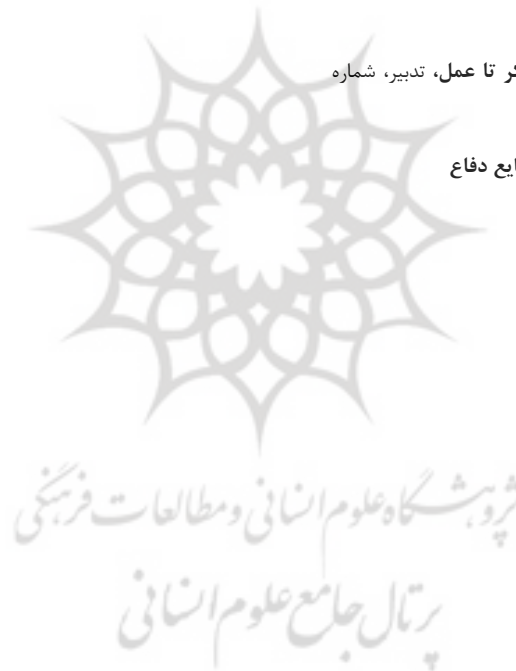 کر تا عمل، تدبیر، شماره
ایع دفاع
پژوهشگاه علوم انسانی و مطالعات فرهنگی
پرتال جامع علوم انسانی